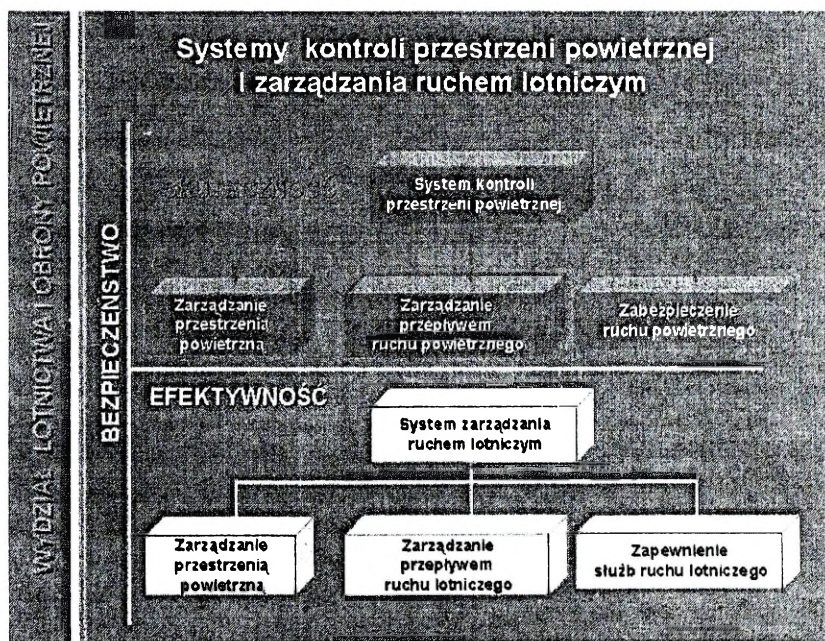 WYDZIAŁ LOTNICTWA I OBRONY POWIETRZNEJ
Systemy kontroli przestrzeni powietrznej
I zarządzania ruchem lotniczym
BEZPIECZEŃSTWO
System kontroli
przestrzeni powietrznej
Zarządzanie
przestrzenią
powietrzną
Zarządzanie
przepływem
ruchu powietrznego
Zabezpieczenie
ruchu powietrznego
EFEKTYWNOŚĆ
System zarządzania
ruchem lotniczym
Zarządzanie
przestrzenią
powietrzną
Zarządzanie
przepływem
ruchu lotniczego
Zapewnienie
służb ruchu lotniczego